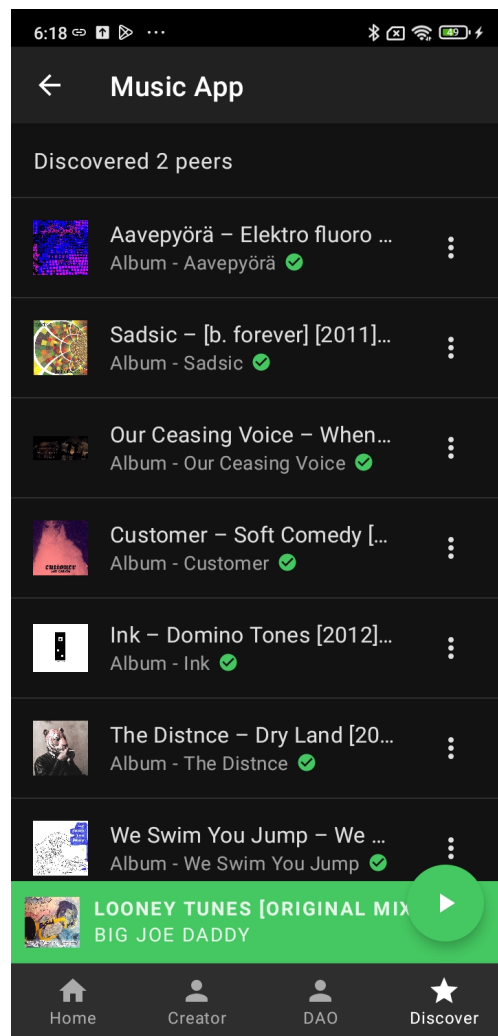 6:18
49
Music App
Discovered 2 peers
Aavepyörä – Elektro fluoro ...
Album - Aavepyörä
Sadsic – [b. forever] [2011]...
Album - Sadsic
Our Ceasing Voice – When...
Album - Our Ceasing Voice
Customer – Soft Comedy [...
Album - Customer
Ink – Domino Tones [2012]...
Album - Ink
The Distnce – Dry Land [20...
Album - The Distnce
We Swim You Jump – We ...
Album - We Swim You Jump
LOONEY TUNES [ORIGINAL MIX
BIG JOE DADDY
Home
Creator
DAO
Discover